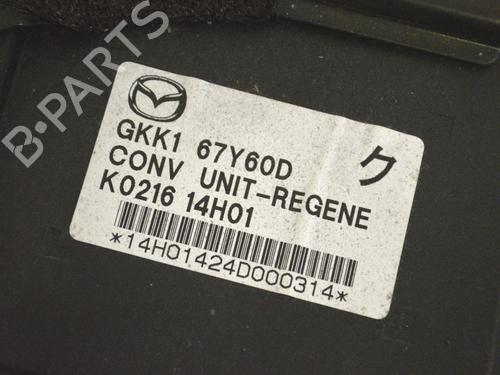 B-PARTS
GKK1 67Y60D
ク
CONV UNIT-REGENE
K0216 14H01
*14H01424D000314*